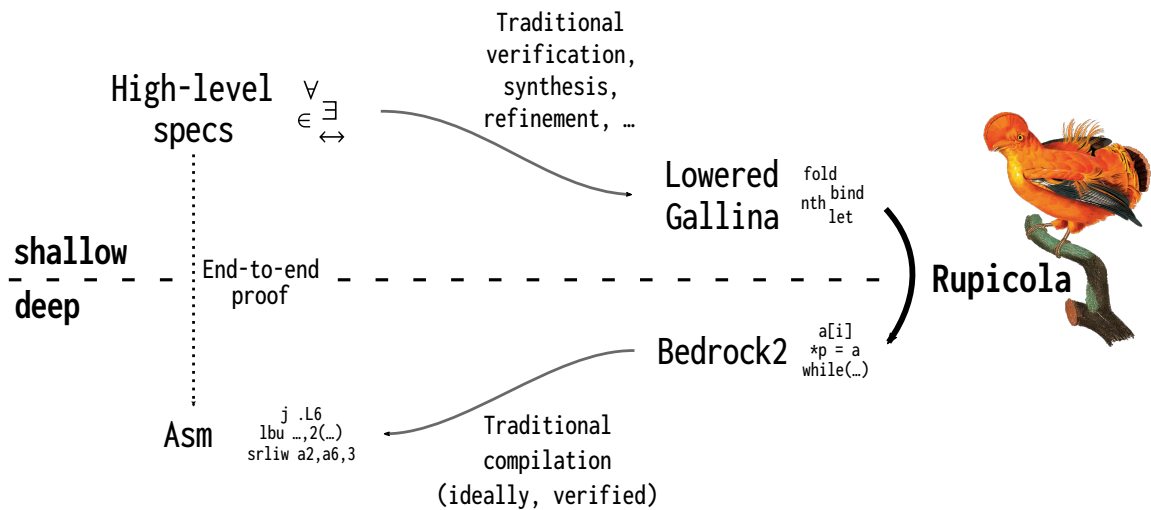 Traditional
verification,
synthesis,
refinement, …
High-level
specs
∀
∃
∈
↔
Lowered
Gallina
fold
bind
nth
let
shallow
End-to-end
proof
deep
Rupicola
Bedrock2
a[i]
*p = a
while(…)
Asm
j .L6
lbu …,2(…)
srliw a2,a6,3
Traditional
compilation
(ideally, verified)